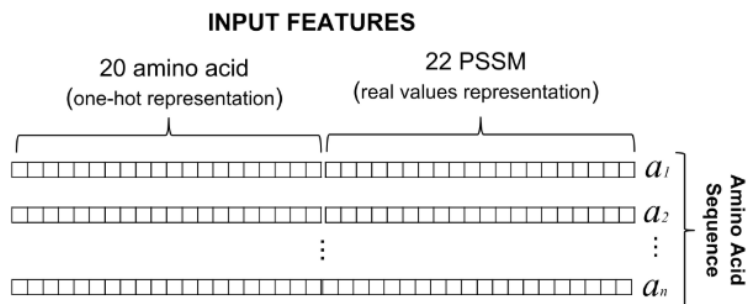 INPUT FEATURES
20 amino acid
(one-hot representation)
22 PSSM
(real values representation)
a1
a2
⋮
⋮
an
Amino Acid
Sequence